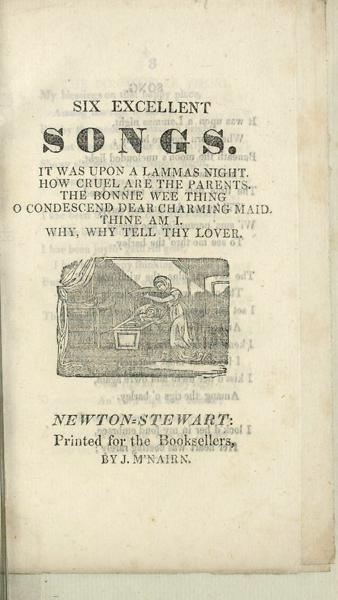 SIX EXCELLENT
SONGS.
IT WAS UPON A LAMMAS NIGHT.
HOW CRUEL ARE THE PARENTS.
THE BONNIE WEE THING
O CONDESCEND DEAR CHARMING MAID.
THINE AM I.
WHY, WHY TELL THY LOVER.
NEWTON=STEWART:
Printed for the Booksellers,
BY J. M'NAIRN.